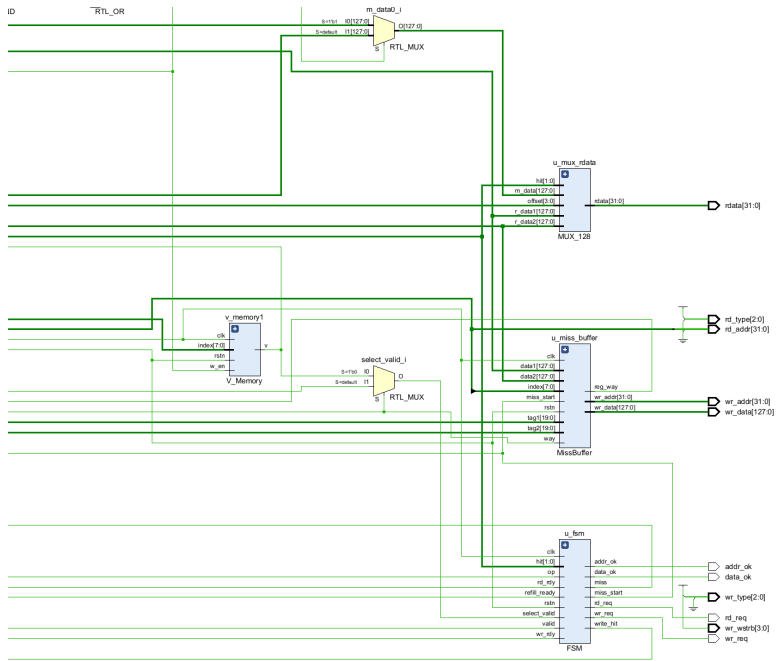 ND
RTL_OR
m_data0_i
S=1'b1 I0[127:0]
S=default I1[127:0]
O[127:0]
S
RTL_MUX
u_mux_rdata
hit[1:0]
m_data[127:0]
offset[3:0]
r_data1[127:0]
r_data2[127:0]
rdata[31:0]
MUX_128
rdata[31:0]
v_memory1
clk
index[7:0]
rstn
w_en
v
V_Memory
select_valid_i
S=1'b0 I0
S=default I1
O
S
RTL_MUX
u_miss_buffer
clk
data1[127:0]
data2[127:0]
index[7:0]
miss_start
rstn
tag1[19:0]
tag2[19:0]
way
reg_way
wr_addr[31:0]
wr_data[127:0]
MissBuffer
rd_type[2:0]
rd_addr[31:0]
wr_addr[31:0]
wr_data[127:0]
u_fsm
clk
hit[1:0]
op
rd_rdy
refill_ready
rstn
select_valid
valid
wr_rdy
addr_ok
data_ok
miss
miss_start
rd_req
wr_req
write_hit
FSM
addr_ok
data_ok
wr_type[2:0]
rd_req
wr_wstrb[3:0]
wr_req